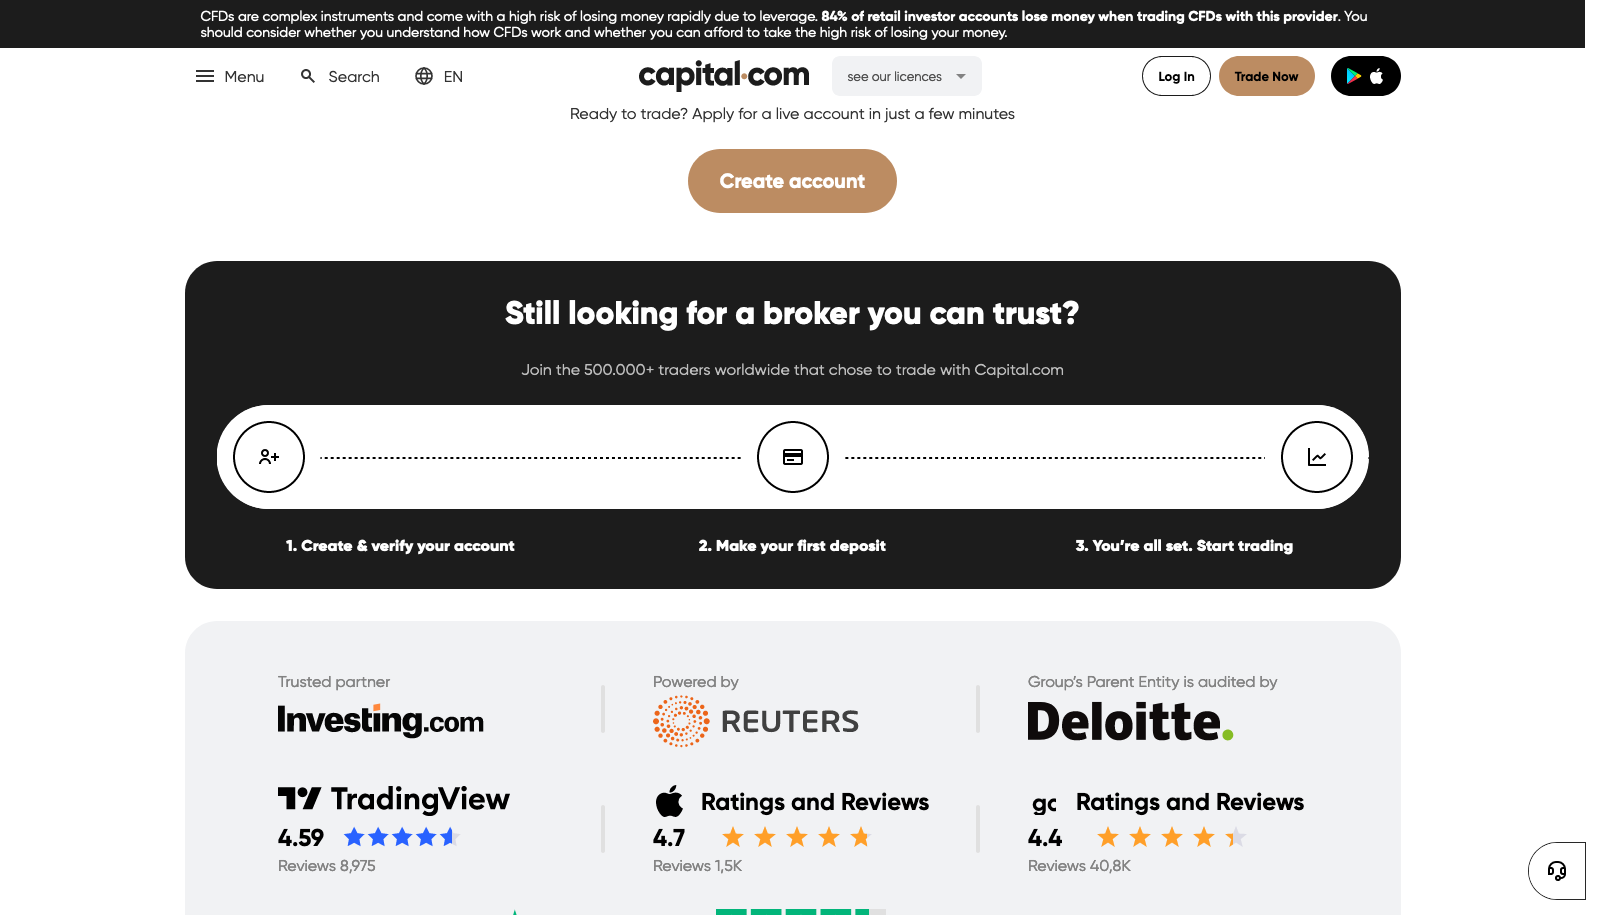 CFDs are complex instruments and come with a high risk of losing money rapidly due to leverage. 84% of retail investor accounts lose money when trading CFDs with this provider. You
should consider whether you understand how CFDs work and whether you can afford to take the high risk of losing your money.
Menu
Search
EN
capital.com
see our licences
Log In
Trade Now
Ready to trade? Apply for a live account in just a few minutes
Create account
Still looking for a broker you can trust?
Join the 500.000+ traders worldwide that chose to trade with Capital.com
1. Create & verify your account
2. Make your first deposit
3. You’re all set. Start trading
Trusted partner
Investing.com
Powered by
REUTERS
Group’s Parent Entity is audited by
Deloitte.
TradingView
4.59
Reviews 8,975
Ratings and Reviews
4.7
Reviews 1,5K
Ratings and Reviews
4.4
Reviews 40,8K